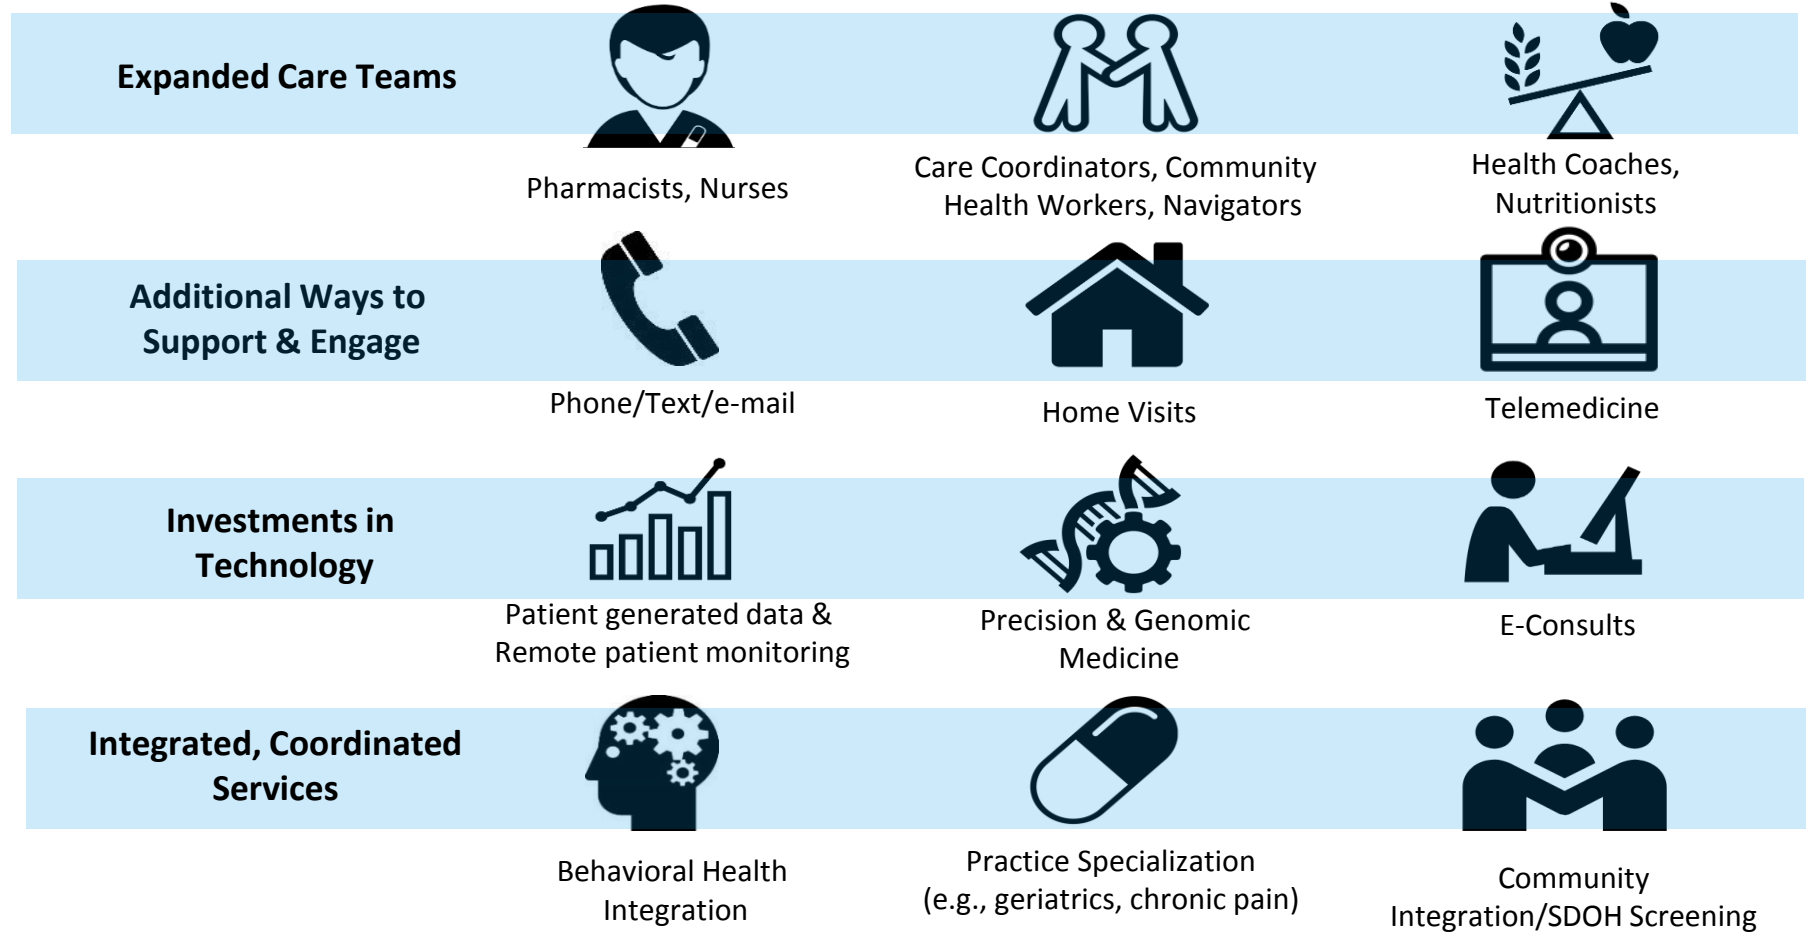 Expanded Care Teams
Pharmacists, Nurses
Care Coordinators, Community
Health Workers, Navigators
Health Coaches,
Nutritionists
Additional Ways to
Support & Engage
Phone/Text/e-mail
Home Visits
Telemedicine
Investments in
Technology
Patient generated data &
Remote patient monitoring
Precision & Genomic
Medicine
E-Consults
Integrated, Coordinated
Services
Behavioral Health
Integration
Practice Specialization
(e.g., geriatrics, chronic pain)
Community
Integration/SDOH Screening